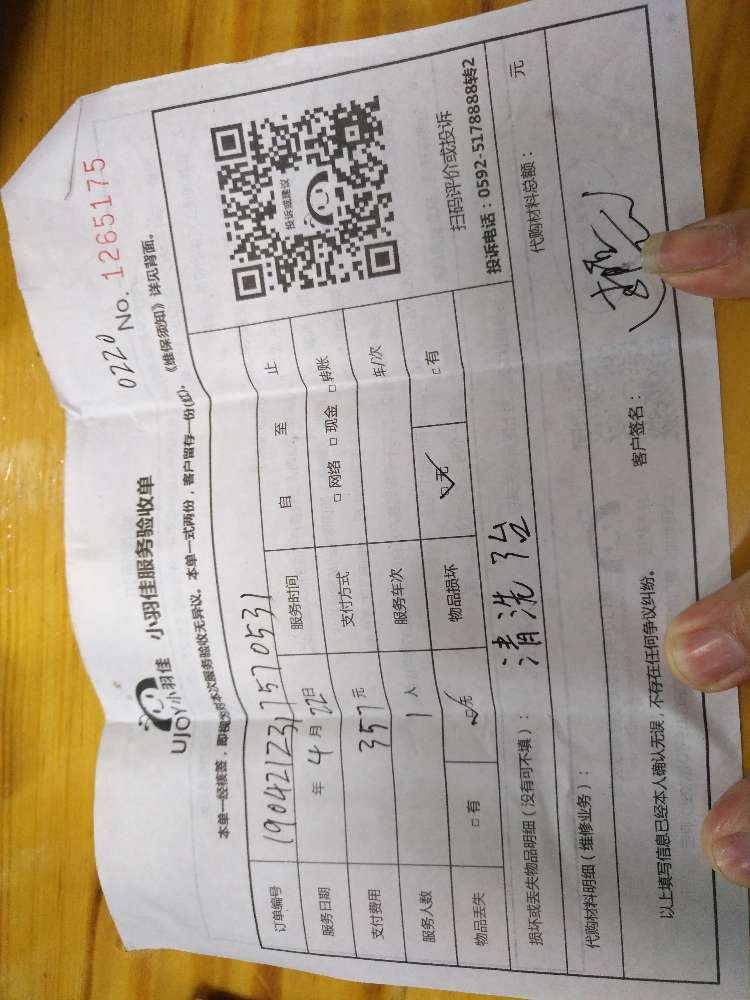 0220
No. 1265175
UJOY小羽佳 小羽佳服务验收单
本单一经核签，即视为对本次服务验收无异议。本单一式两份，客户留存一份(红)。《维保须知》详见背面。
订单编号 1904212317570531
服务日期 年 4 月 22 日 服务时间 自 至 止
支付费用 357 元 支付方式 □ 网络 □ 现金 □ 转账
服务人数 1 人 服务车次 车/次
物品丢失 □ 有 □ 无 物品损坏 □ 无 □ 有
投诉或建议
扫码评价或投诉
投诉电话：0592-5178888转2
损坏或丢失物品明细（没有可不填）： 清洗
代购材料明细（维修业务）： 代购材料总额： 元
以上填写信息已经本人确认无误，不存在任何争议纠纷。 客户签名：